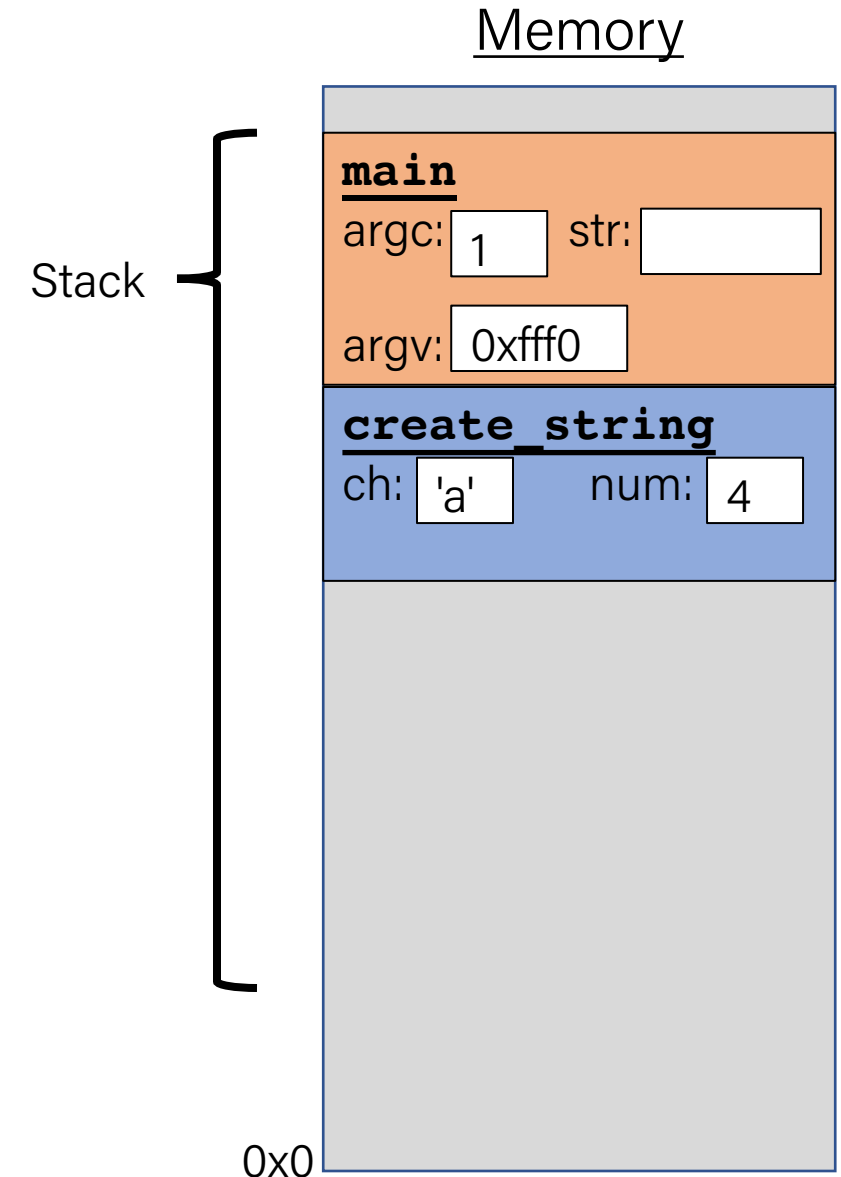 Memory
main
argc: 1 str:
Stack
argv: 0xfff0
create_string
ch: 'a' num: 4
0x0